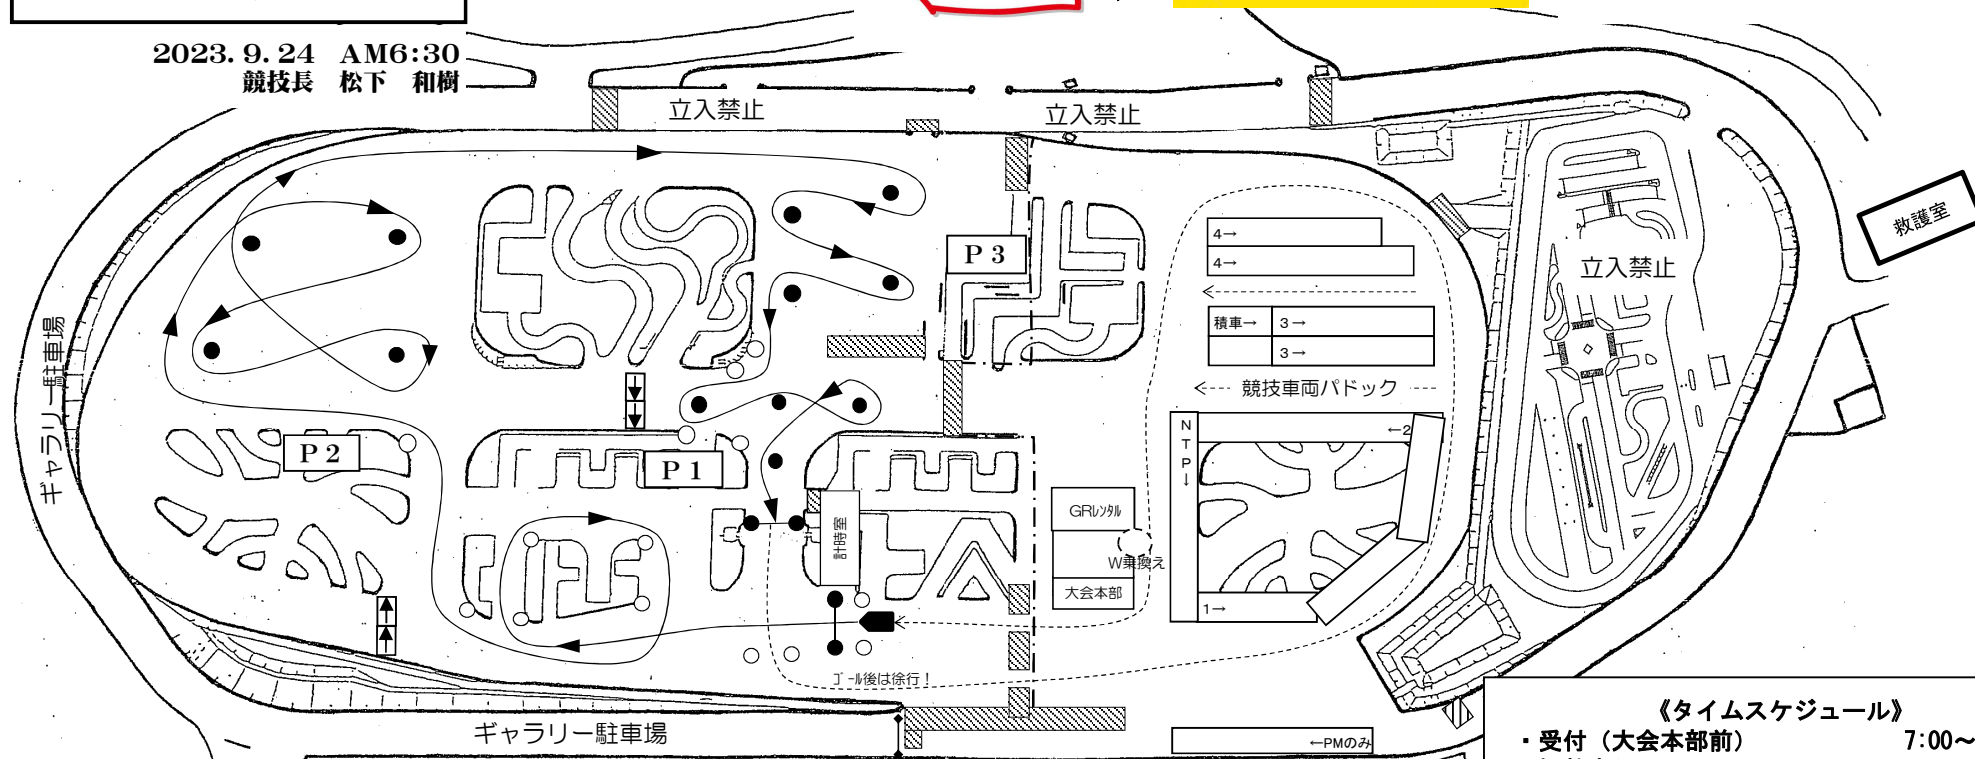 2023.9.24 AM6:30
競技長 松下 和樹
立入禁止
立入禁止
救護室
P3
4→
4→
立入禁止
積車→ 3→
3→
競技車両パドック
ギャラリー駐車場
P2
P1
NTP→
←2
計時室
GRレンタル
W乗換え
大会本部
1→
ゴール後は徐行!
ギャラリー駐車場
←PMのみ
《タイムスケジュール》
・受付(大会本部前) 7:00~